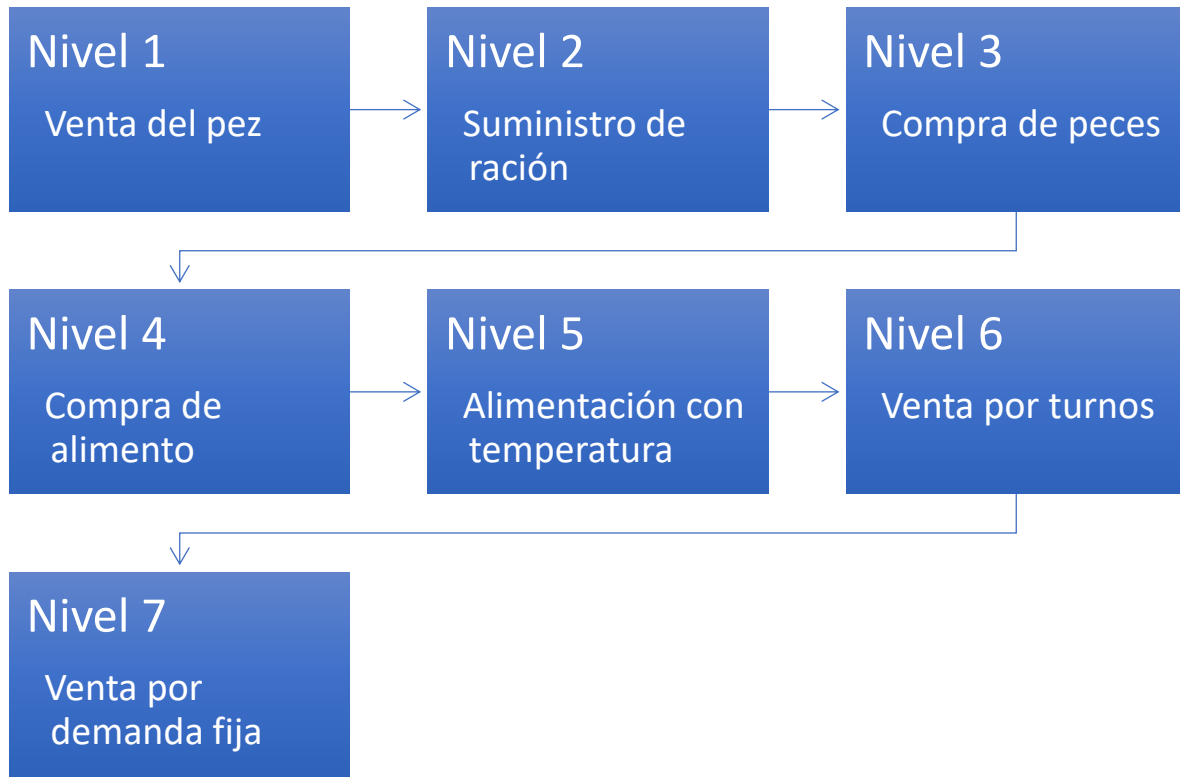 Nivel 1
Venta del pez
Nivel 2
Suministro de
ración
Nivel 3
Compra de peces
Nivel 4
Compra de
alimento
Nivel 5
Alimentación con
temperatura
Nivel 6
Venta por turnos
Nivel 7
Venta por
demanda fija